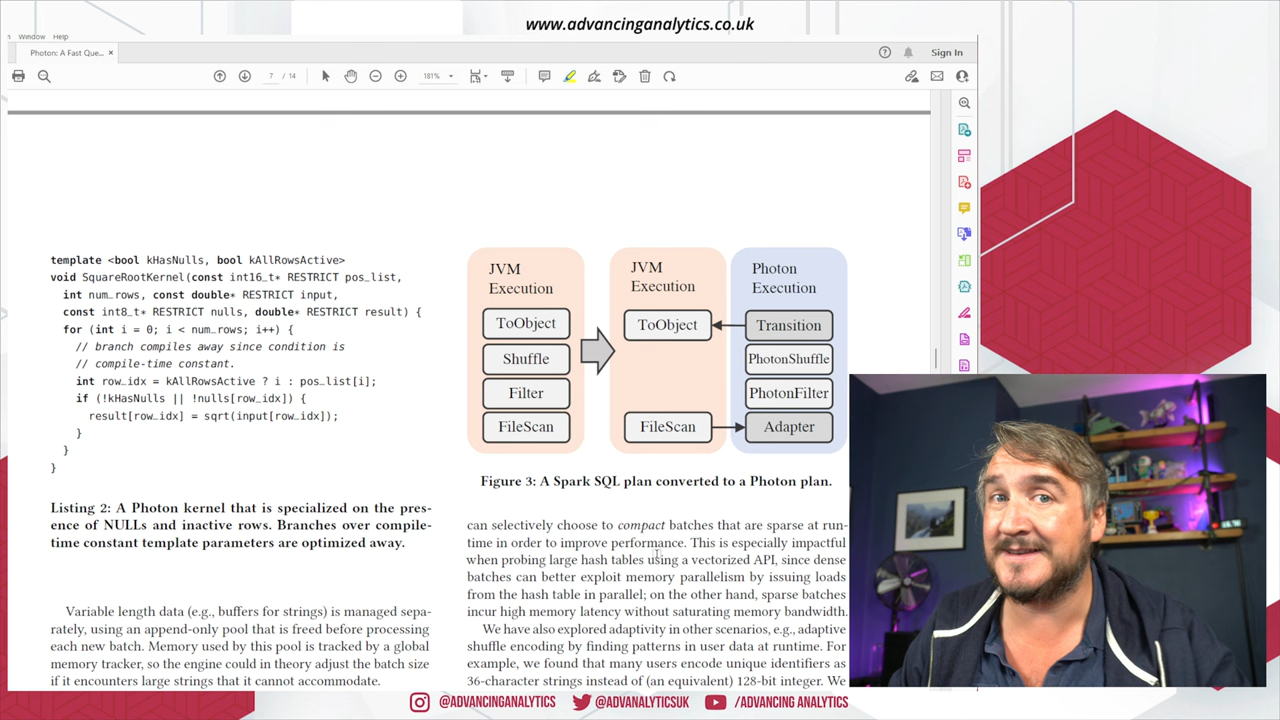 www.advancinganalytics.co.uk
Window Help
Photon: A Fast Que... ×
Sign In
7 / 14
181%
template <bool kHasNulls, bool kAllRowsActive>
void SquareRootKernel(const int16_t* RESTRICT pos_list,
int num_rows, const double* RESTRICT input,
const int8_t* RESTRICT nulls, double* RESTRICT result) {
for (int i = 0; i < num_rows; i++) {
// branch compiles away since condition is
// compile-time constant.
int row_idx = kAllRowsActive ? i : pos_list[i];
if (!kHasNulls || !nulls[row_idx]) {
result[row_idx] = sqrt(input[row_idx]);
}
}
}
Listing 2: A Photon kernel that is specialized on the pres-
ence of NULLs and inactive rows. Branches over compile-
time constant template parameters are optimized away.
Variable length data (e.g., buffers for strings) is managed sepa-
rately, using an append-only pool that is freed before processing
each new batch. Memory used by this pool is tracked by a global
memory tracker, so the engine could in theory adjust the batch size
if it encounters large strings that it cannot accommodate.
JVM
Execution
ToObject
Shuffle
Filter
FileScan
JVM
Execution
ToObject
FileScan
Photon
Execution
Transition
PhotonShuffle
PhotonFilter
Adapter
Figure 3: A Spark SQL plan converted to a Photon plan.
can selectively choose to compact batches that are sparse at run-
time in order to improve performance. This is especially impactful
when probing large hash tables using a vectorized API, since dense
batches can better exploit memory parallelism by issuing loads
from the hash table in parallel; on the other hand, sparse batches
incur high memory latency without saturating memory bandwidth.
We have also explored adaptivity in other scenarios, e.g., adaptive
shuffle encoding by finding patterns in user data at runtime. For
example, we found that many users encode unique identifiers as
36-character strings instead of (an equivalent) 128-bit integer. We
@ADVANCINGANALYTICS
@ADVANALYTICSUK
/ADVANCING ANALYTICS